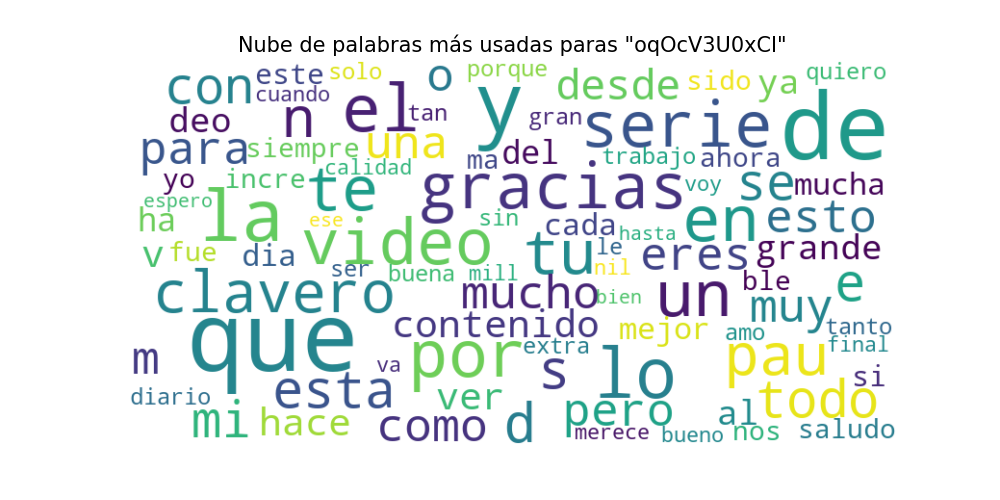 Nube de palabras más usadas paras "oqOcV3U0xCI"
con este solo o porque desde sido ya quiero
cuando
deo n el tan y gran serie de
para siempre una ma del trabajo ahora
calidad
yo incre te gracias voy se mucha
espero
ha la ese sin cada hasta en esto
v fue dia video tu le eres grande
ser buena mill nil ble
clavero mucho bien un muy e
que contenido mejor amo tanto
m va por extra lo pau final
diario esta s si
mi hace ver pero al todo
como d merece bueno nos saludo